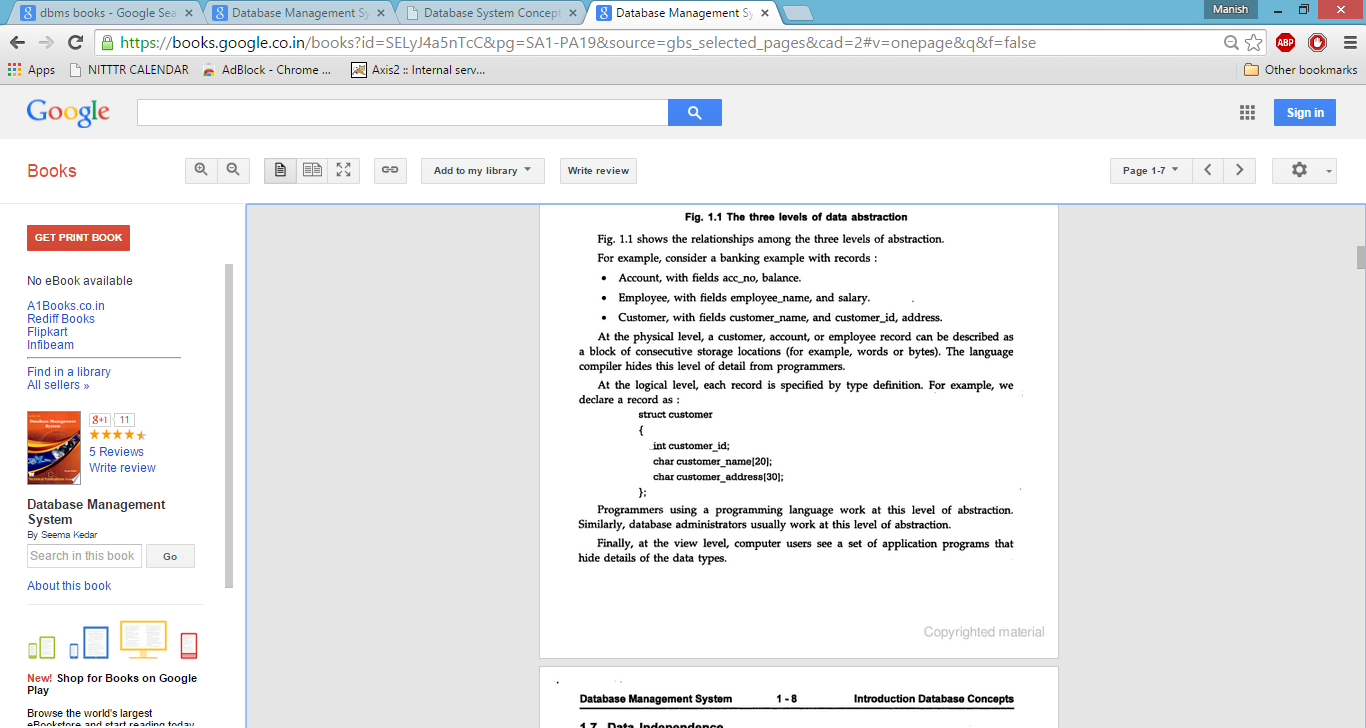 dbms books - Google Sea
Database Management Sy
Database System Concept
Database Management Sy
Manish
https://books.google.co.in/books?id=SELyJ4a5nTcC&pg=SA1-PA19&source=gbs_selected_pages&cad=2#v=onepage&q&f=false
ABP
Apps
NITTTR CALENDAR
AdBlock - Chrome ...
Axis2 :: Internal serv...
Other bookmarks
Google
Sign in
Books
Add to my library
Write review
Page 1-7
GET PRINT BOOK
No eBook available
A1Books.co.in
Rediff Books
Flipkart
Infibeam
Find in a library
All sellers »
Database Management
System
g+1 11
5 Reviews
Write review
Database Management
System
By Seema Kedar
Search in this book
Go
About this book
New! Shop for Books on Google
Play
Browse the world's largest
eBookstore and start reading today
Fig. 1.1 The three levels of data abstraction
Fig. 1.1 shows the relationships among the three levels of abstraction.
For example, consider a banking example with records :
• Account, with fields acc_no, balance.
• Employee, with fields employee_name, and salary.
• Customer, with fields customer_name, and customer_id, address.
At the physical level, a customer, account, or employee record can be described as
a block of consecutive storage locations (for example, words or bytes). The language
compiler hides this level of detail from programmers.
At the logical level, each record is specified by type definition. For example, we
declare a record as :
struct customer
{
int customer_id;
char customer_name[20];
char customer_address[30];
};
Programmers using a programming language work at this level of abstraction.
Similarly, database administrators usually work at this level of abstraction.
Finally, at the view level, computer users see a set of application programs that
hide details of the data types.
Copyrighted material
Database Management System 1 - 8 Introduction Database Concepts
1.7 Data Independence